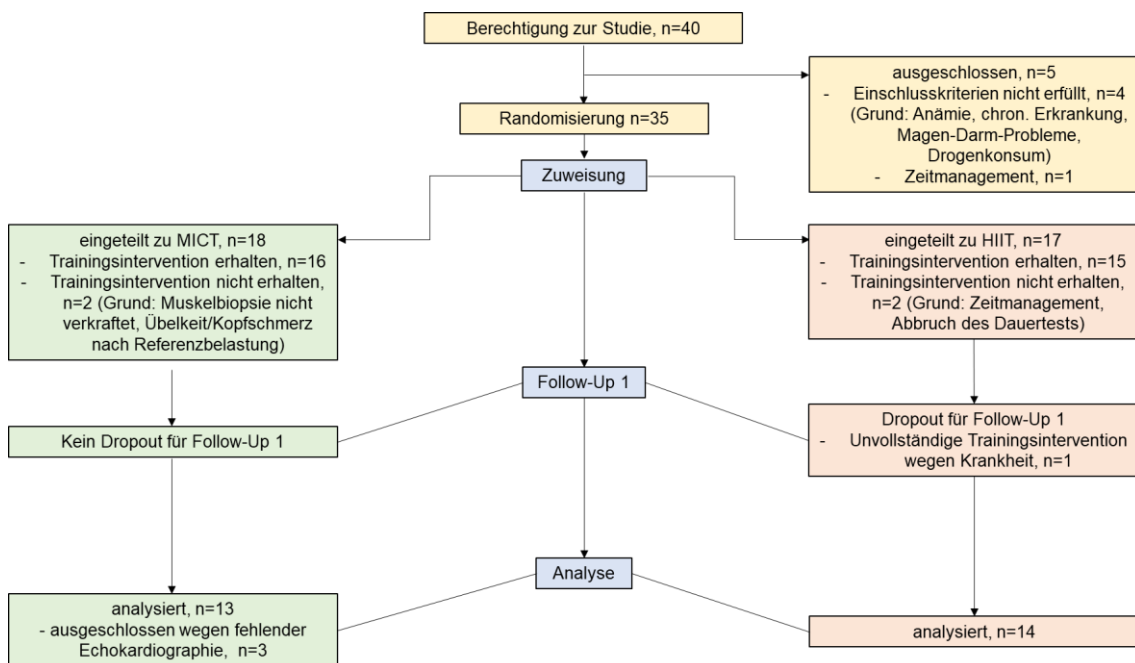 Berechtigung zur Studie, n=40
ausgeschlossen, n=5
- Einschlusskriterien nicht erfüllt, n=4
(Grund: Anämie, chron. Erkrankung,
Magen-Darm-Probleme,
Drogenkonsum)
- Zeitmanagement, n=1
Randomisierung n=35
Zuweisung
eingeteilt zu MICT, n=18
- Trainingsintervention erhalten, n=16
- Trainingsintervention nicht erhalten,
n=2 (Grund: Muskelbiopsie nicht
verkraftet, Übelkeit/Kopfschmerz
nach Referenzbelastung)
eingeteilt zu HIIT, n=17
- Trainingsintervention erhalten, n=15
- Trainingsintervention nicht erhalten,
n=2 (Grund: Zeitmanagement,
Abbruch des Dauertests)
Follow-Up 1
Kein Dropout für Follow-Up 1
Dropout für Follow-Up 1
- Unvollständige Trainingsintervention
wegen Krankheit, n=1
Analyse
analysiert, n=13
- ausgeschlossen wegen fehlender
Echokardiographie, n=3
analysiert, n=14